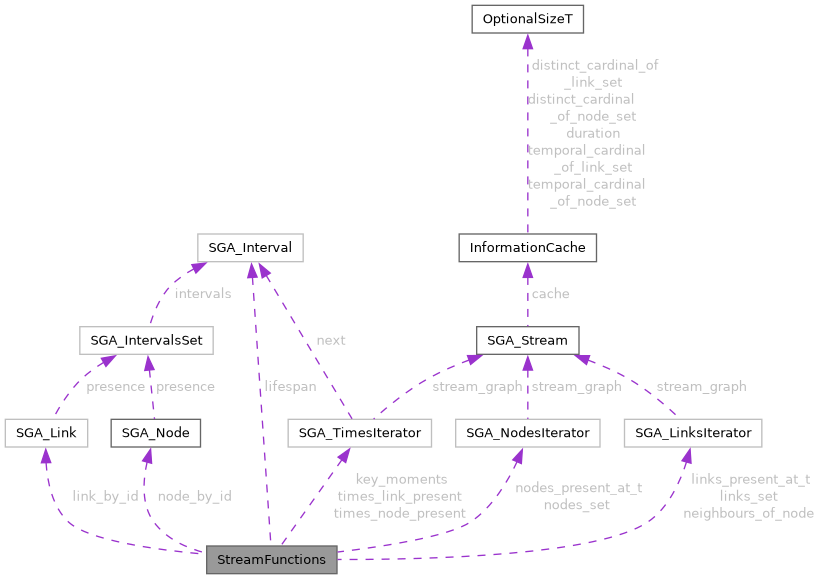 OptionalSizeT
distinct_cardinal_of
_link_set
distinct_cardinal
_of_node_set
duration
temporal_cardinal
_of_link_set
temporal_cardinal
_of_node_set
SGA_Interval
InformationCache
intervals
cache
SGA_IntervalsSet
next
SGA_Stream
presence
presence
lifespan
stream_graph
stream_graph
stream_graph
SGA_Link
SGA_Node
SGA_TimesIterator
SGA_NodesIterator
SGA_LinksIterator
link_by_id
node_by_id
key_moments
times_link_present
times_node_present
nodes_present_at_t
nodes_set
links_present_at_t
links_set
neighbours_of_node
StreamFunctions